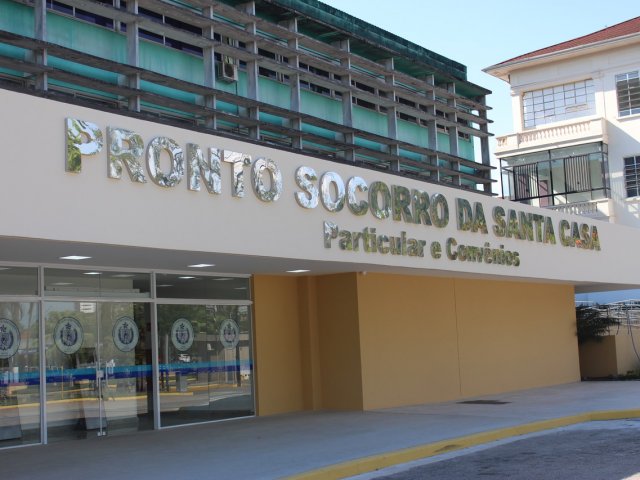 PRONTO SOCORRO DA SANTA CASA
Particular e Convênios